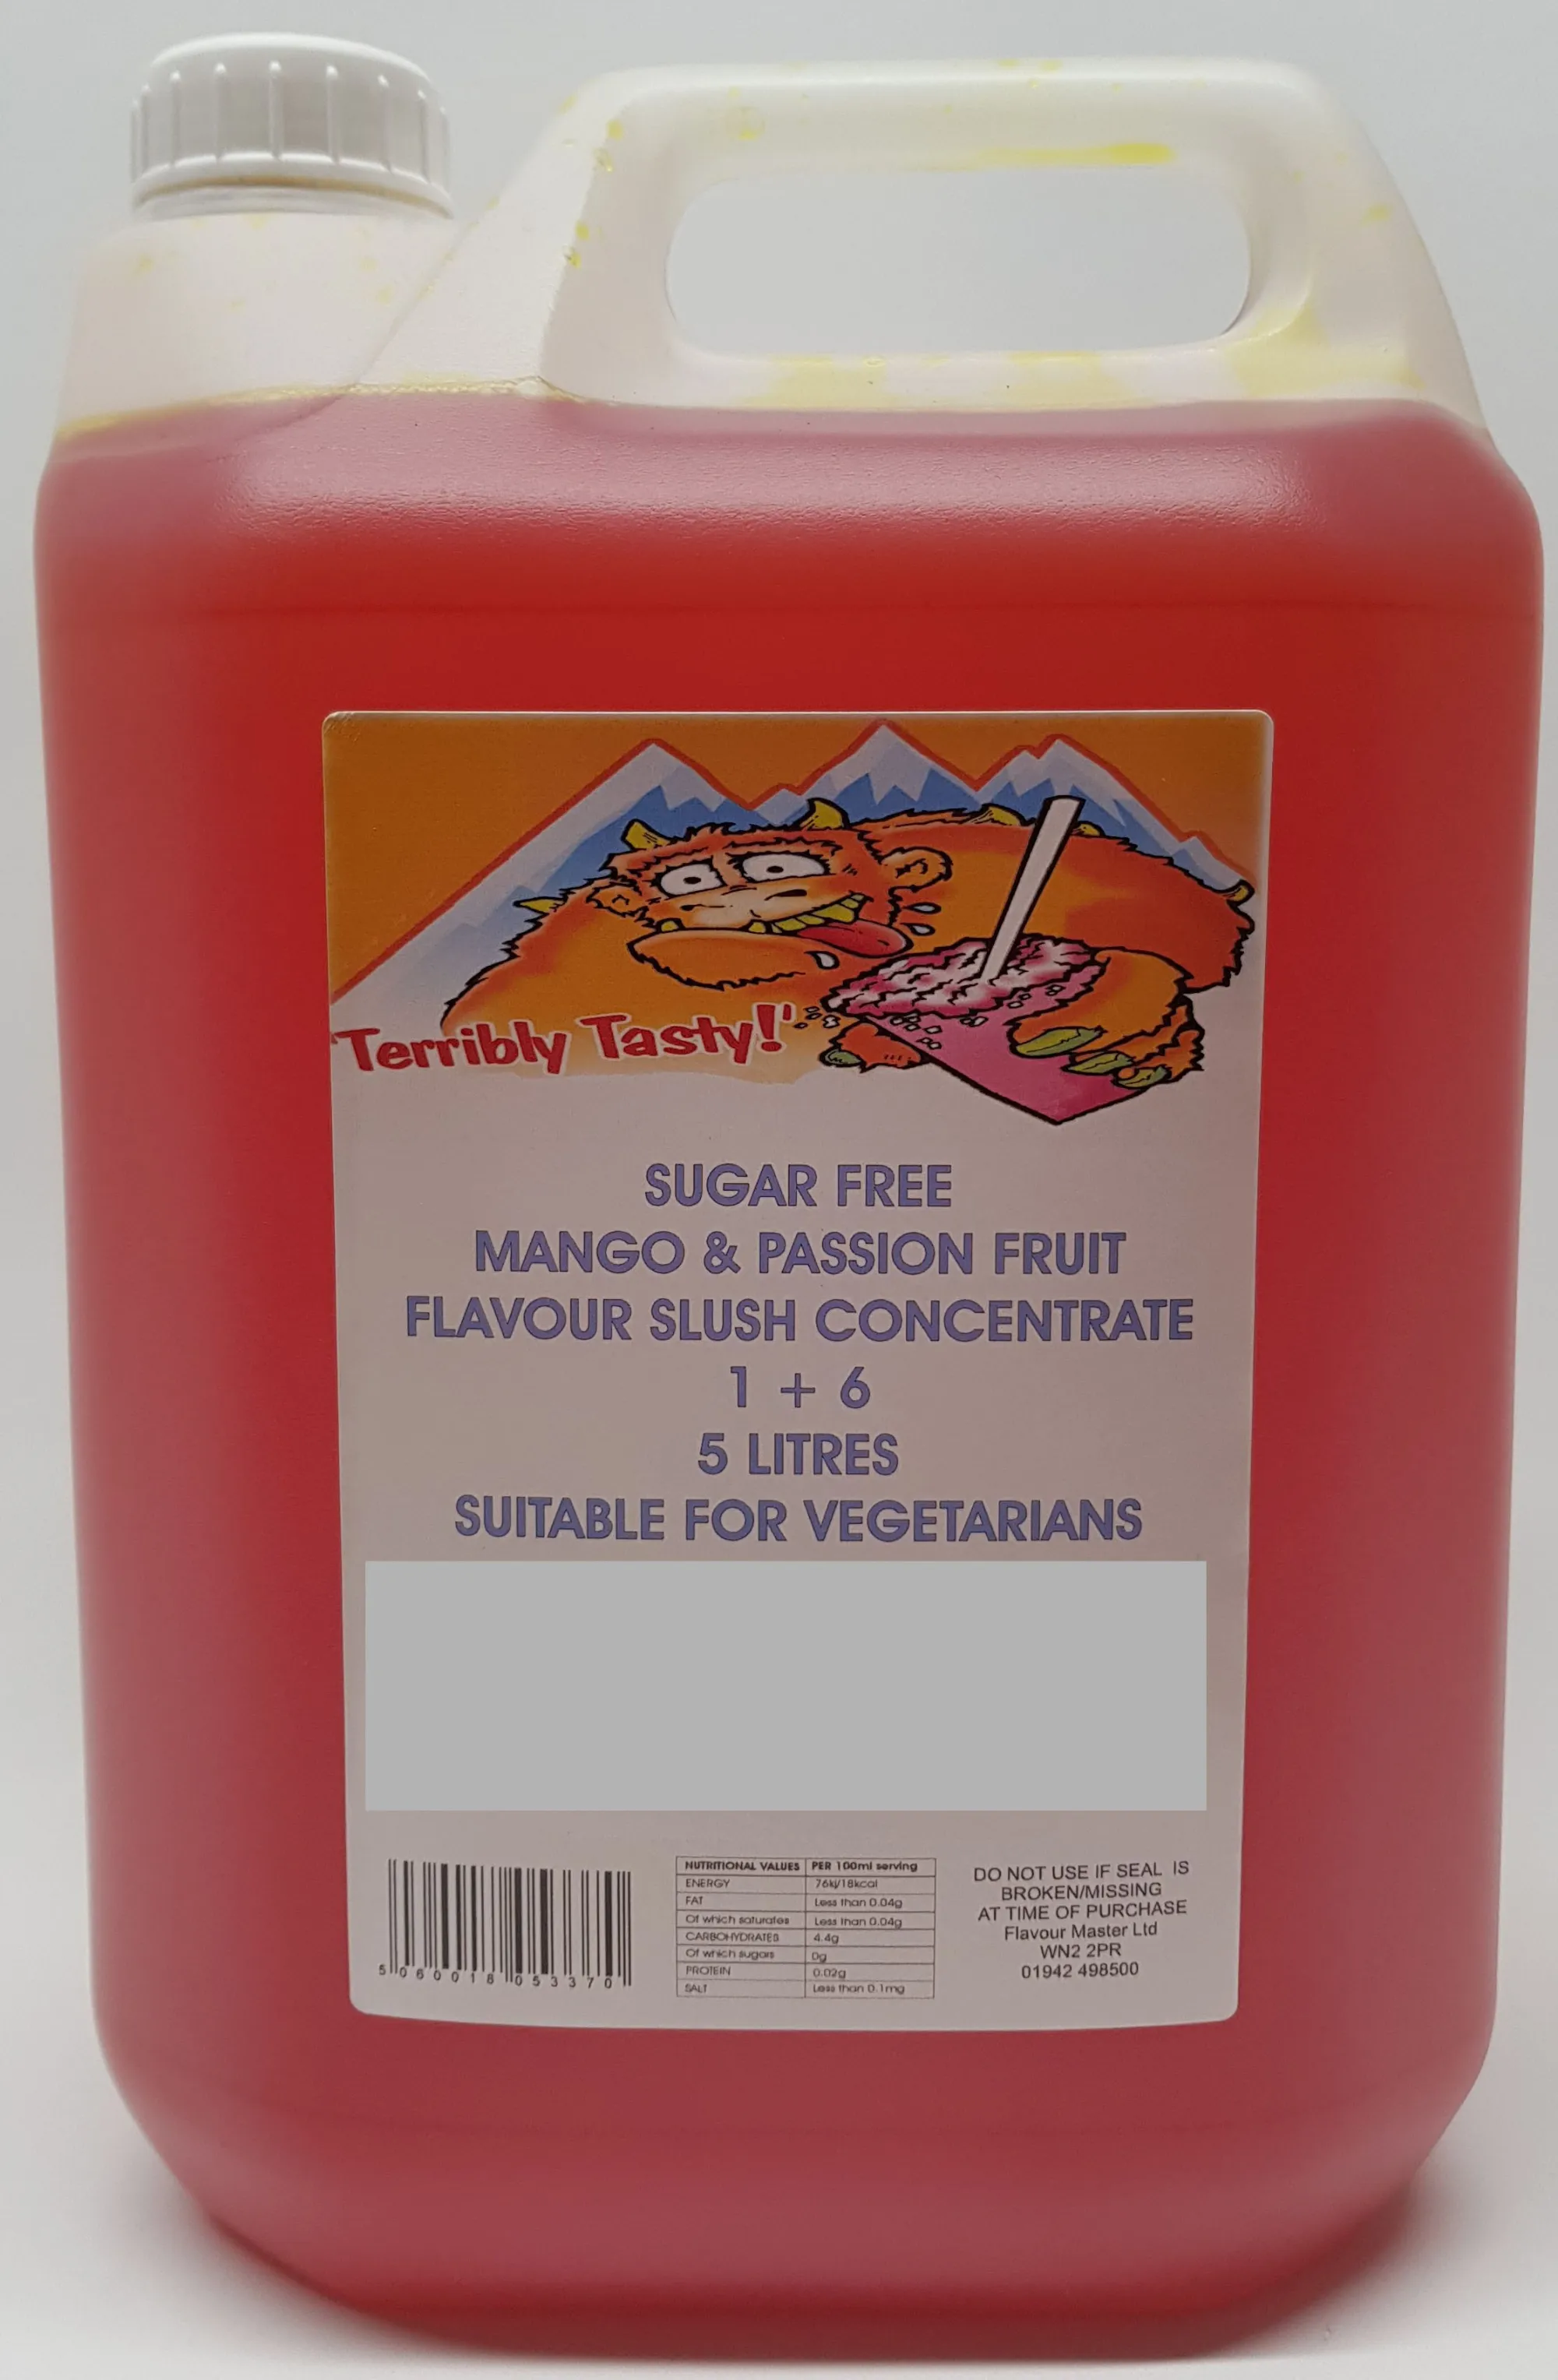 'Terribly Tasty!'
SUGAR FREE
MANGO & PASSION FRUIT
FLAVOUR SLUSH CONCENTRATE
1 + 6
5 LITRES
SUITABLE FOR VEGETARIANS
5 060018 053370
NUTRITIONAL VALUES PER 100ml serving
ENERGY 76kj/18kcal
FAT Less than 0.04g
Of which saturates Less than 0.04g
CARBOHYDRATES 4.4g
Of which sugars 0g
PROTEIN 0.02g
SALT Less than 0.1mg
DO NOT USE IF SEAL IS
BROKEN/MISSING
AT TIME OF PURCHASE
Flavour Master Ltd
WN2 2PR
01942 498500